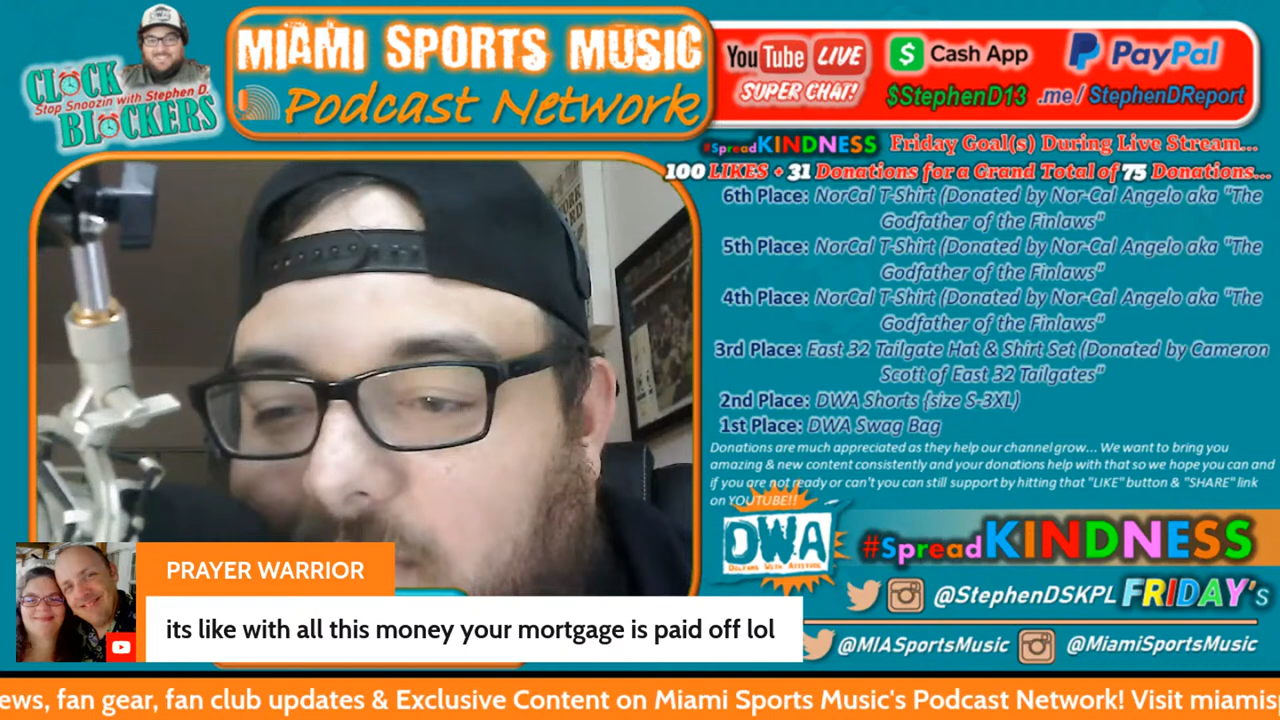 CLOCK
Stop Snoozin with Stephen D.
BLOCKERS
DWA
MIAMI SPORTS MUSIC
Podcast Network
YouTube LIVE
SUPER CHAT!
$ Cash App
$StephenD13
PayPal
.me/StephenDReport
#SpreadKINDNESS Friday Goal(s) During Live Stream...
100 LIKES + 31 Donations for a Grand Total of 75 Donations...
6th Place: NorCal T-Shirt (Donated by Nor-Cal Angelo aka "The
Godfather of the Finlaws"
5th Place: NorCal T-Shirt (Donated by Nor-Cal Angelo aka "The
Godfather of the Finlaws"
4th Place: NorCal T-Shirt (Donated by Nor-Cal Angelo aka "The
Godfather of the Finlaws"
3rd Place: East 32 Tailgate Hat & Shirt Set (Donated by Cameron
Scott of East 32 Tailgates"
2nd Place: DWA Shorts {size S-3XL)
1st Place: DWA Swag Bag
Donations are much appreciated as they help our channel grow... We want to bring you
amazing & new content consistently and your donations help with that so we hope you can and
if you are not ready or can't you can still support by hitting that "LIKE" button & "SHARE" link
on YOUTUBE!!
DWA
DOLFANS WITH ATTITUDE
#SpreadKINDNESS
@StephenDSKPL FRIDAY's
PRAYER WARRIOR
its like with all this money your mortgage is paid off lol
@MIASportsMusic
@MiamiSportsMusic
ews, fan gear, fan club updates & Exclusive Content on Miami Sports Music's Podcast Network! Visit miamisp